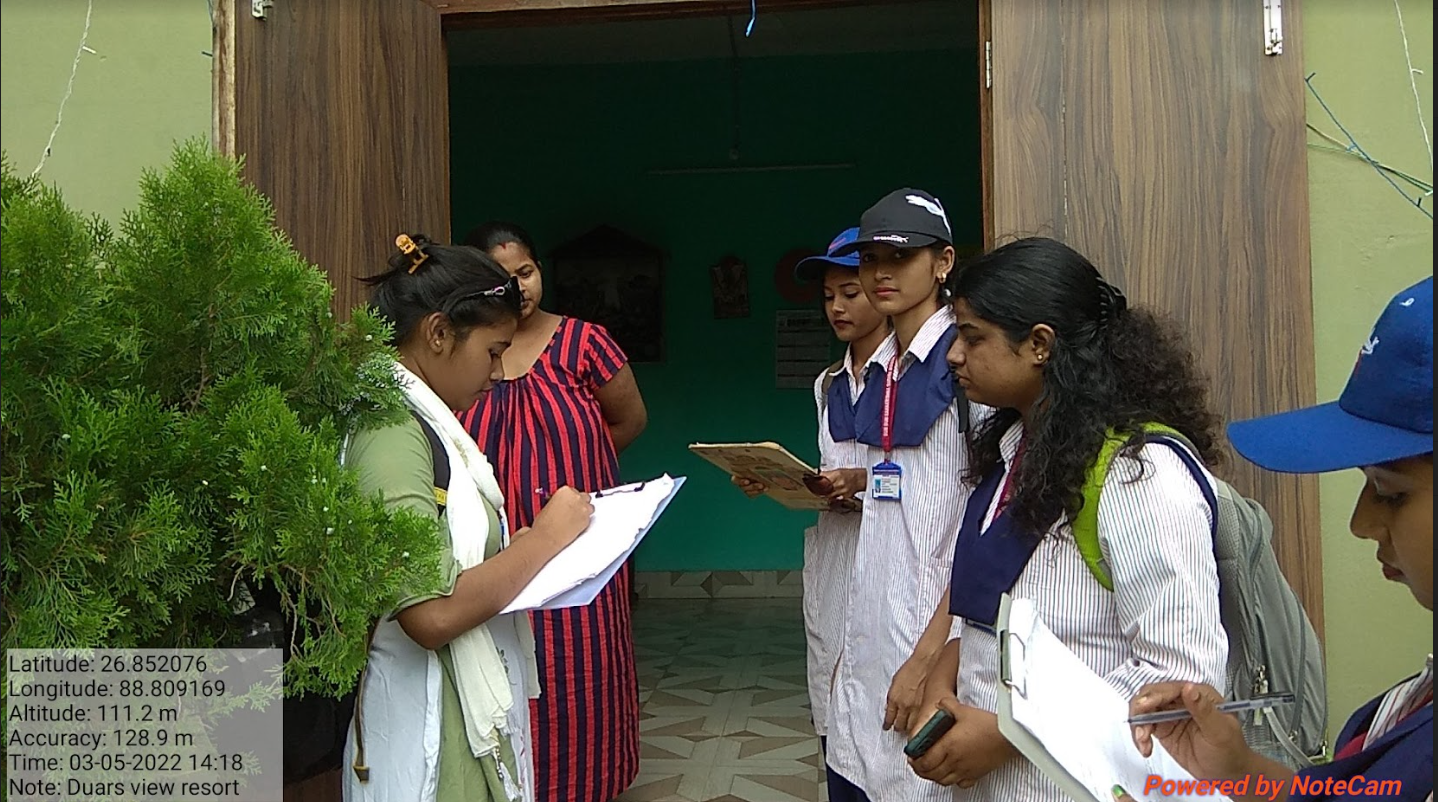 Latitude: 26.852076
Longitude: 88.809169
Altitude: 111.2 m
Accuracy: 128.9 m
Time: 03-05-2022 14:18
Note: Duars view resort
Powered by NoteCam